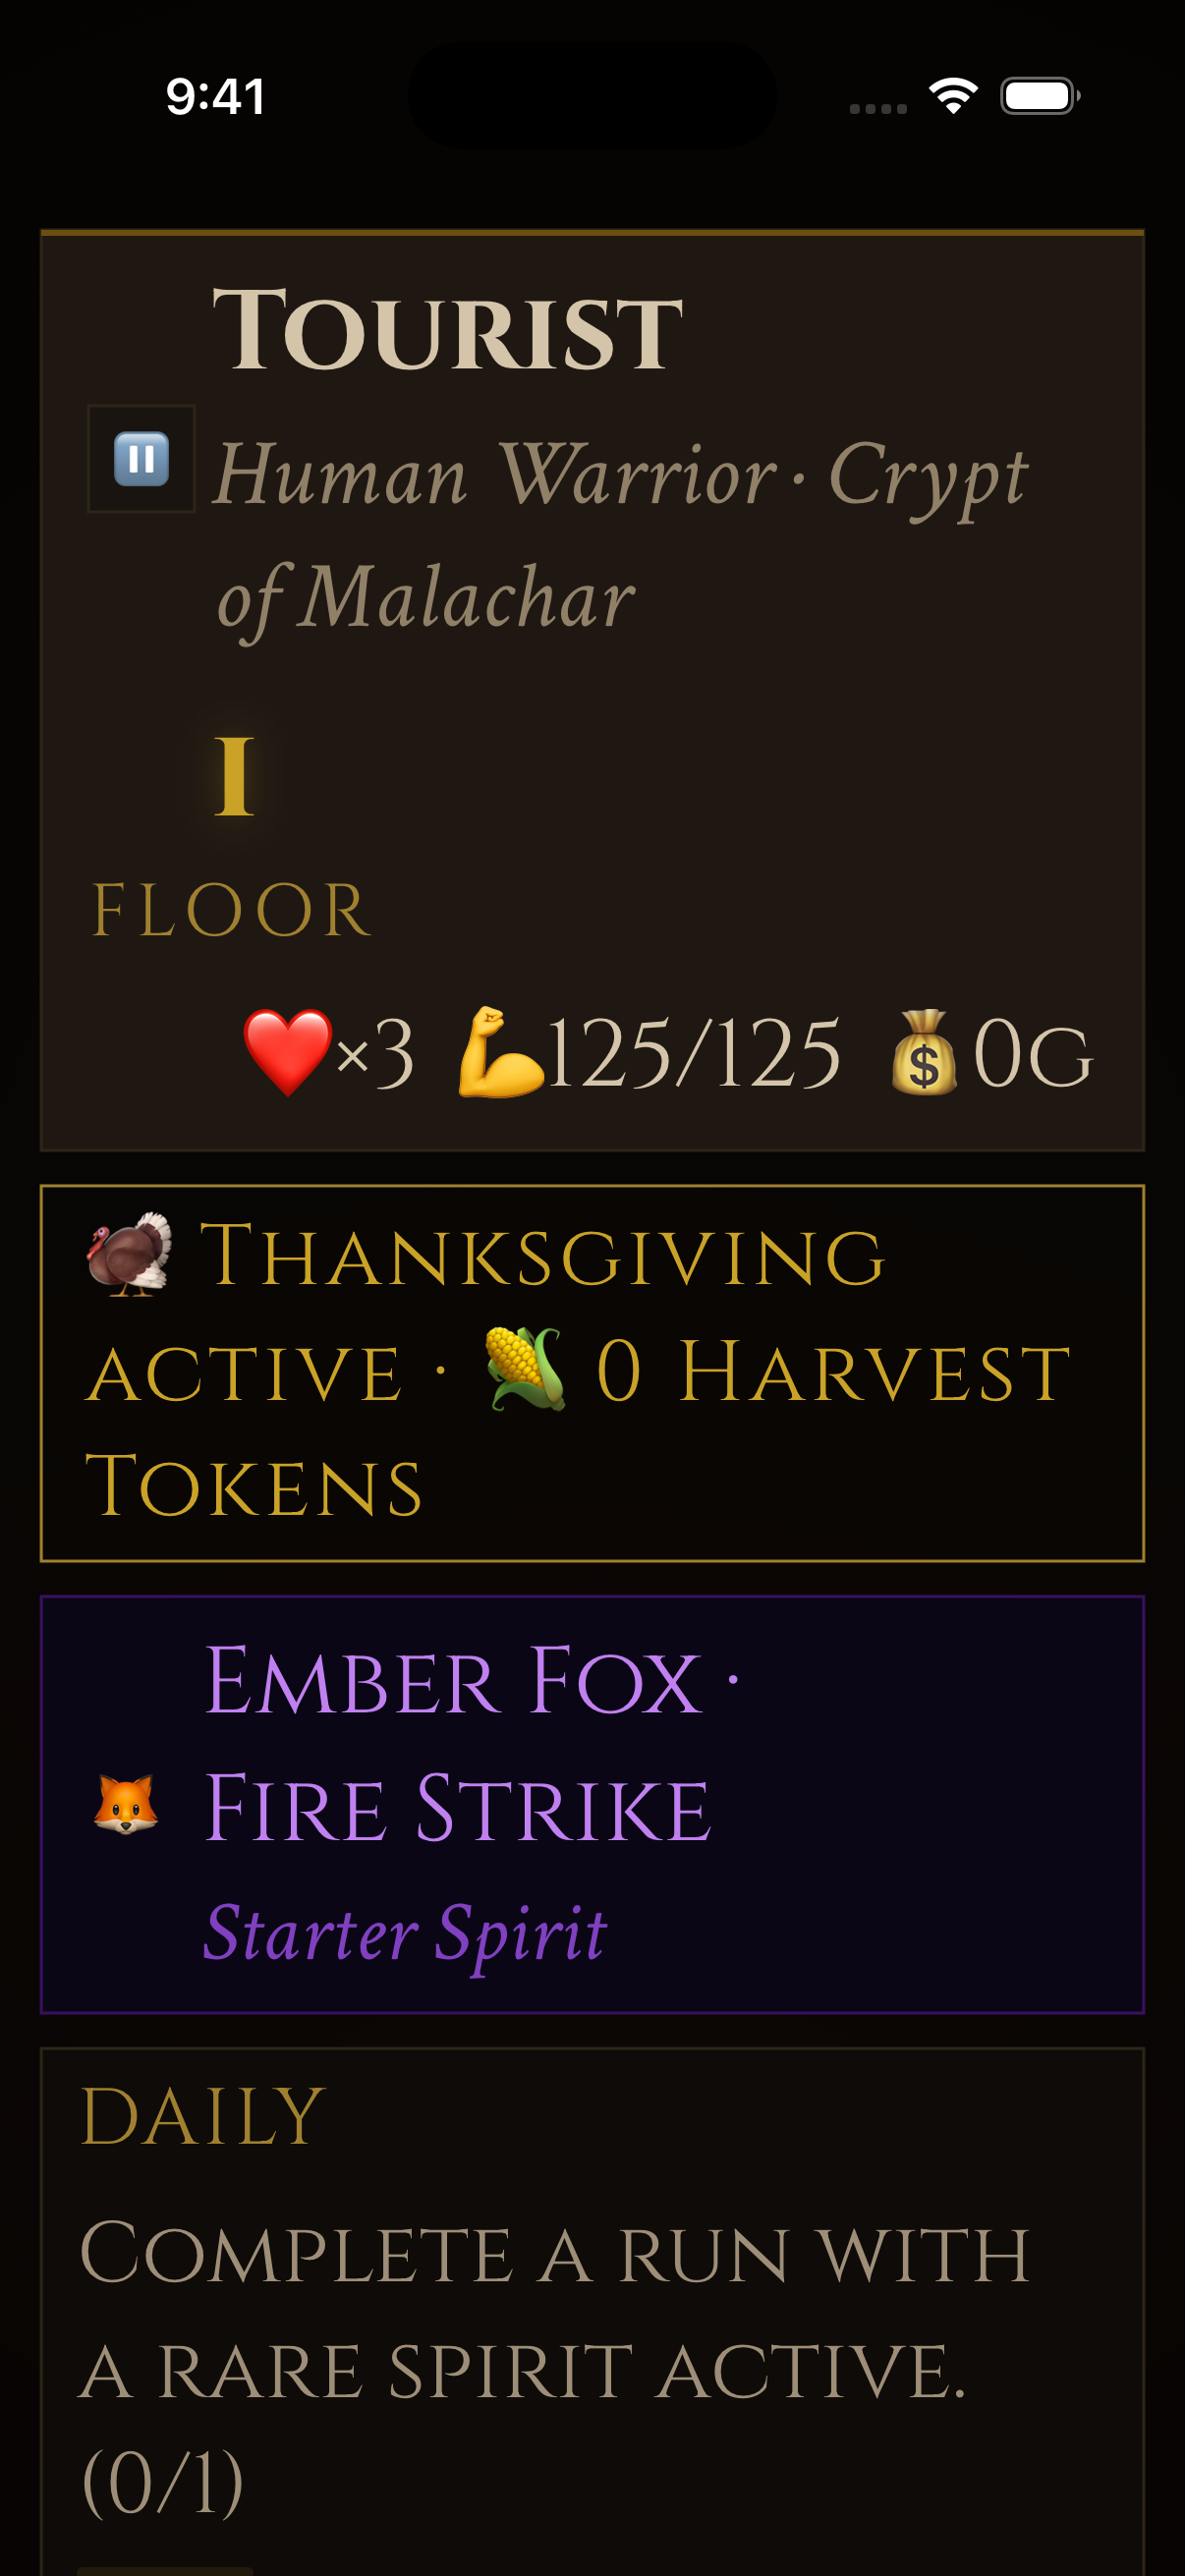 9:41
Tourist
Human Warrior · Crypt
of Malachar
I
FLOOR
×3 125/125 0G
Thanksgiving
active · 0 Harvest
Tokens
Ember Fox ·
Fire Strike
Starter Spirit
DAILY
Complete a run with
a rare spirit active.
(0/1)